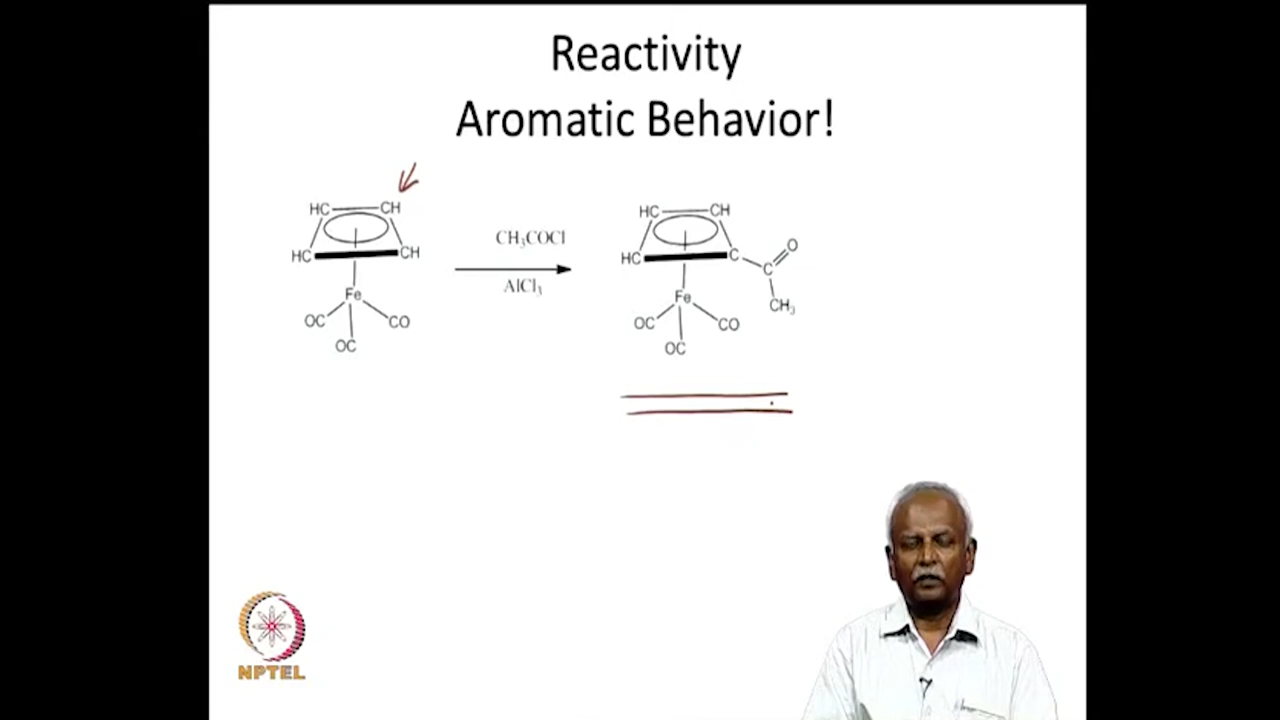 Reactivity
Aromatic Behavior!
HC
CH
HC
CH
Fe
OC
CO
OC
CH₃COCl
AlCl₃
HC
CH
HC
C
C
O
CH₃
Fe
OC
CO
OC
NPTEL